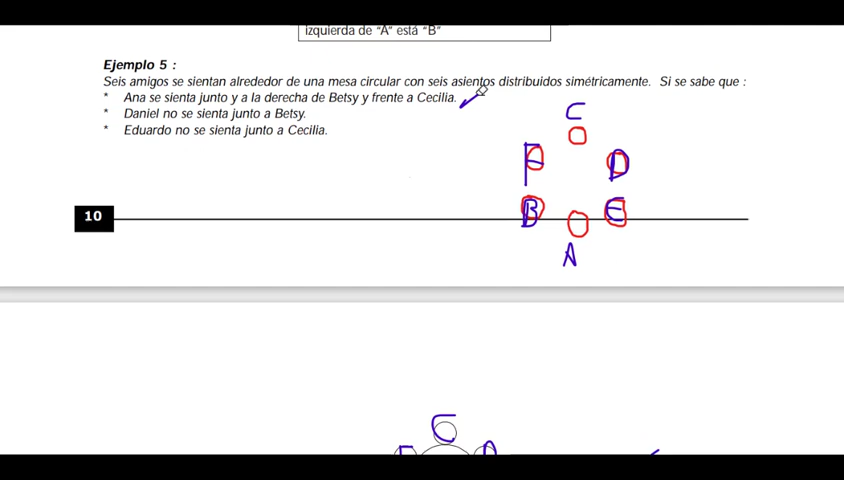 izquierda de "A" está "B"
Ejemplo 5 :
Seis amigos se sientan alrededor de una mesa circular con seis asientos distribuidos simétricamente. Si se sabe que :
* Ana se sienta junto y a la derecha de Betsy y frente a Cecilia.
* Daniel no se sienta junto a Betsy.
* Eduardo no se sienta junto a Cecilia.
C
F D
B E
A
10
C